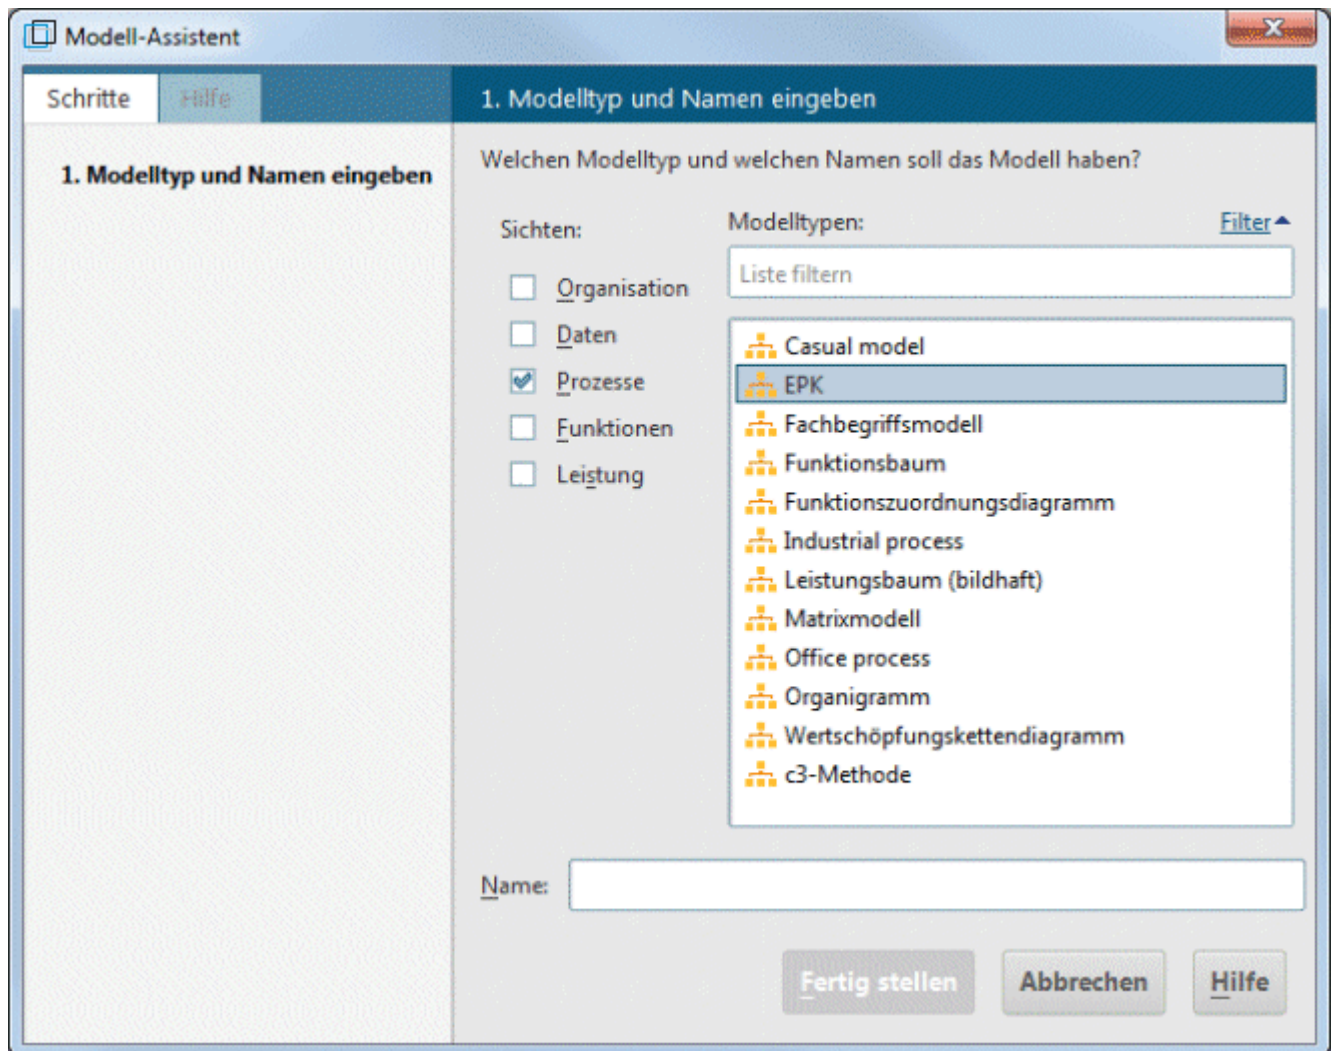 Modell-Assistent
Schritte
Hilfe
1. Modelltyp und Namen eingeben
1. Modelltyp und Namen eingeben
Welchen Modelltyp und welchen Namen soll das Modell haben?
Sichten:
Organisation
Daten
Prozesse
Funktionen
Leistung
Modelltypen:
Filter
Liste filtern
Casual model
EPK
Fachbegriffsmodell
Funktionsbaum
Funktionszuordnungsdiagramm
Industrial process
Leistungsbaum (bildhaft)
Matrixmodell
Office process
Organigramm
Wertschöpfungskettendiagramm
c3-Methode
Name:
Fertig stellen
Abbrechen
Hilfe